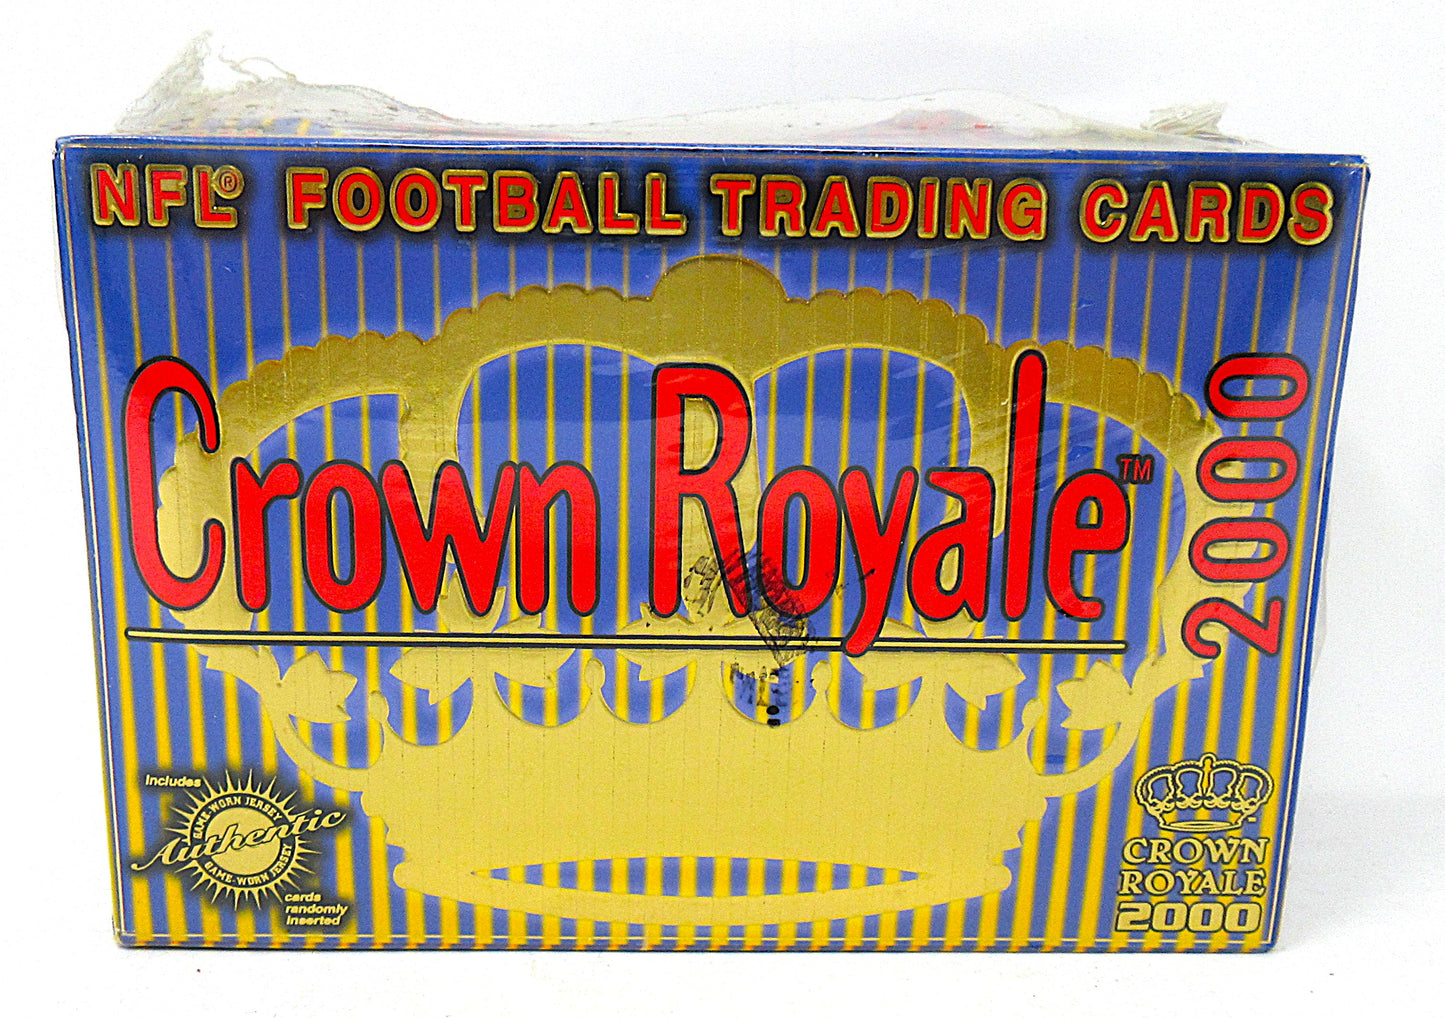 NFL® FOOTBALL TRADING CARDS
Crown Royale™
2000
Includes
GAME-WORN JERSEY
Authentic
GAME-WORN JERSEY
cards
randomly
inserted
CROWN
ROYALE
2000